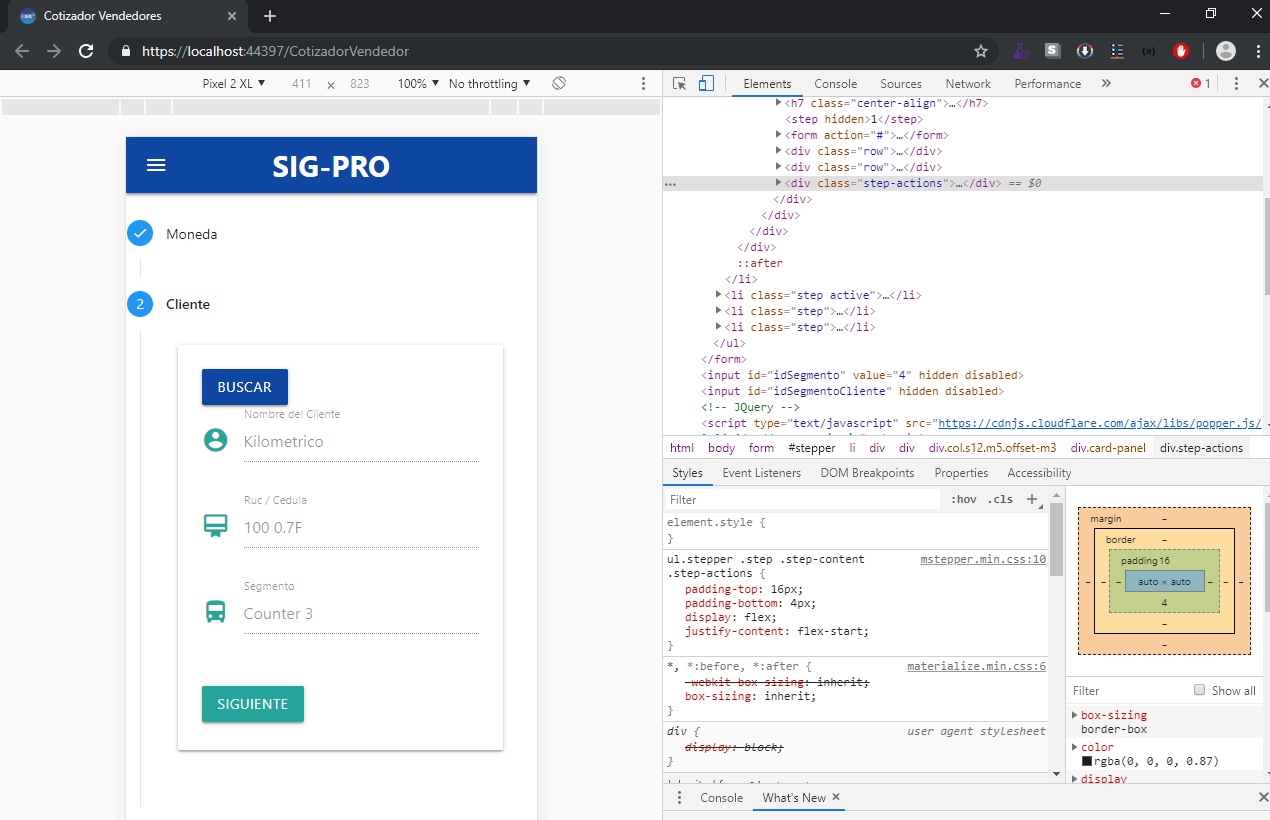 Cotizador Vendedores
https://localhost:44397/CotizadorVendedor
Pixel 2 XL ▼ 411 × 823 100% ▼ No throttling ▼
Elements Console Sources Network Performance » 1
SIG-PRO
Moneda
2 Cliente
BUSCAR
Nombre del Cliente
Kilometrico
Ruc / Cedula
100 0.7F
Segmento
Counter 3
SIGUIENTE
<h7 class="center-align">…</h7>
<step hidden>1</step>
<form action="#">…</form>
<div class="row">…</div>
<div class="row">…</div>
<div class="step-actions">…</div> == $0
</div>
</div>
</div>
</div>
::after
</li>
<li class="step active">…</li>
<li class="step">…</li>
<li class="step">…</li>
</ul>
</form>
<input id="idSegmento" value="4" hidden disabled>
<input id="idSegmentoCliente" hidden disabled>
<!-- JQuery -->
<script type="text/javascript" src="https://cdnjs.cloudflare.com/ajax/libs/popper.js/
html body form #stepper li div div div.col.s12.m5.offset-m3 div.card-panel div.step-actions
Styles Event Listeners DOM Breakpoints Properties Accessibility
Filter :hov .cls +
element.style {
}
ul.stepper .step .step-content mstepper.min.css:10
.step-actions {
padding-top: 16px;
padding-bottom: 4px;
display: flex;
justify-content: flex-start;
}
*, *:before, *:after { materialize.min.css:6
-webkit-box-sizing: inherit;
box-sizing: inherit;
}
div { user agent stylesheet
display: block;
}
margin –
border –
padding 16
– – – auto × auto – – –
4
–
–
Filter Show all
box-sizing
border-box
color
rgba(0, 0, 0, 0.87)
display
Console What's New ×